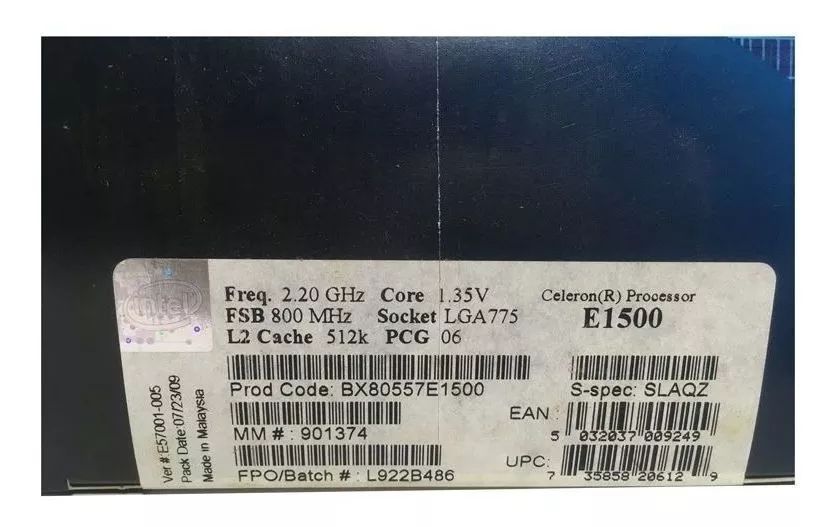 intel
Freq. 2.20 GHz Core 1.35V
FSB 800 MHz Socket LGA775
L2 Cache 512k PCG 06
Celeron(R) Processor
E1500
Prod Code: BX80557E1500
S-spec: SLAQZ
MM # : 901374
EAN :
5 032037 009249
FPO/Batch # : L922B486
UPC:
7 35858 20612 9
Ver #:E57001-005
Pack Date:07/23/09
Made in Malaysia